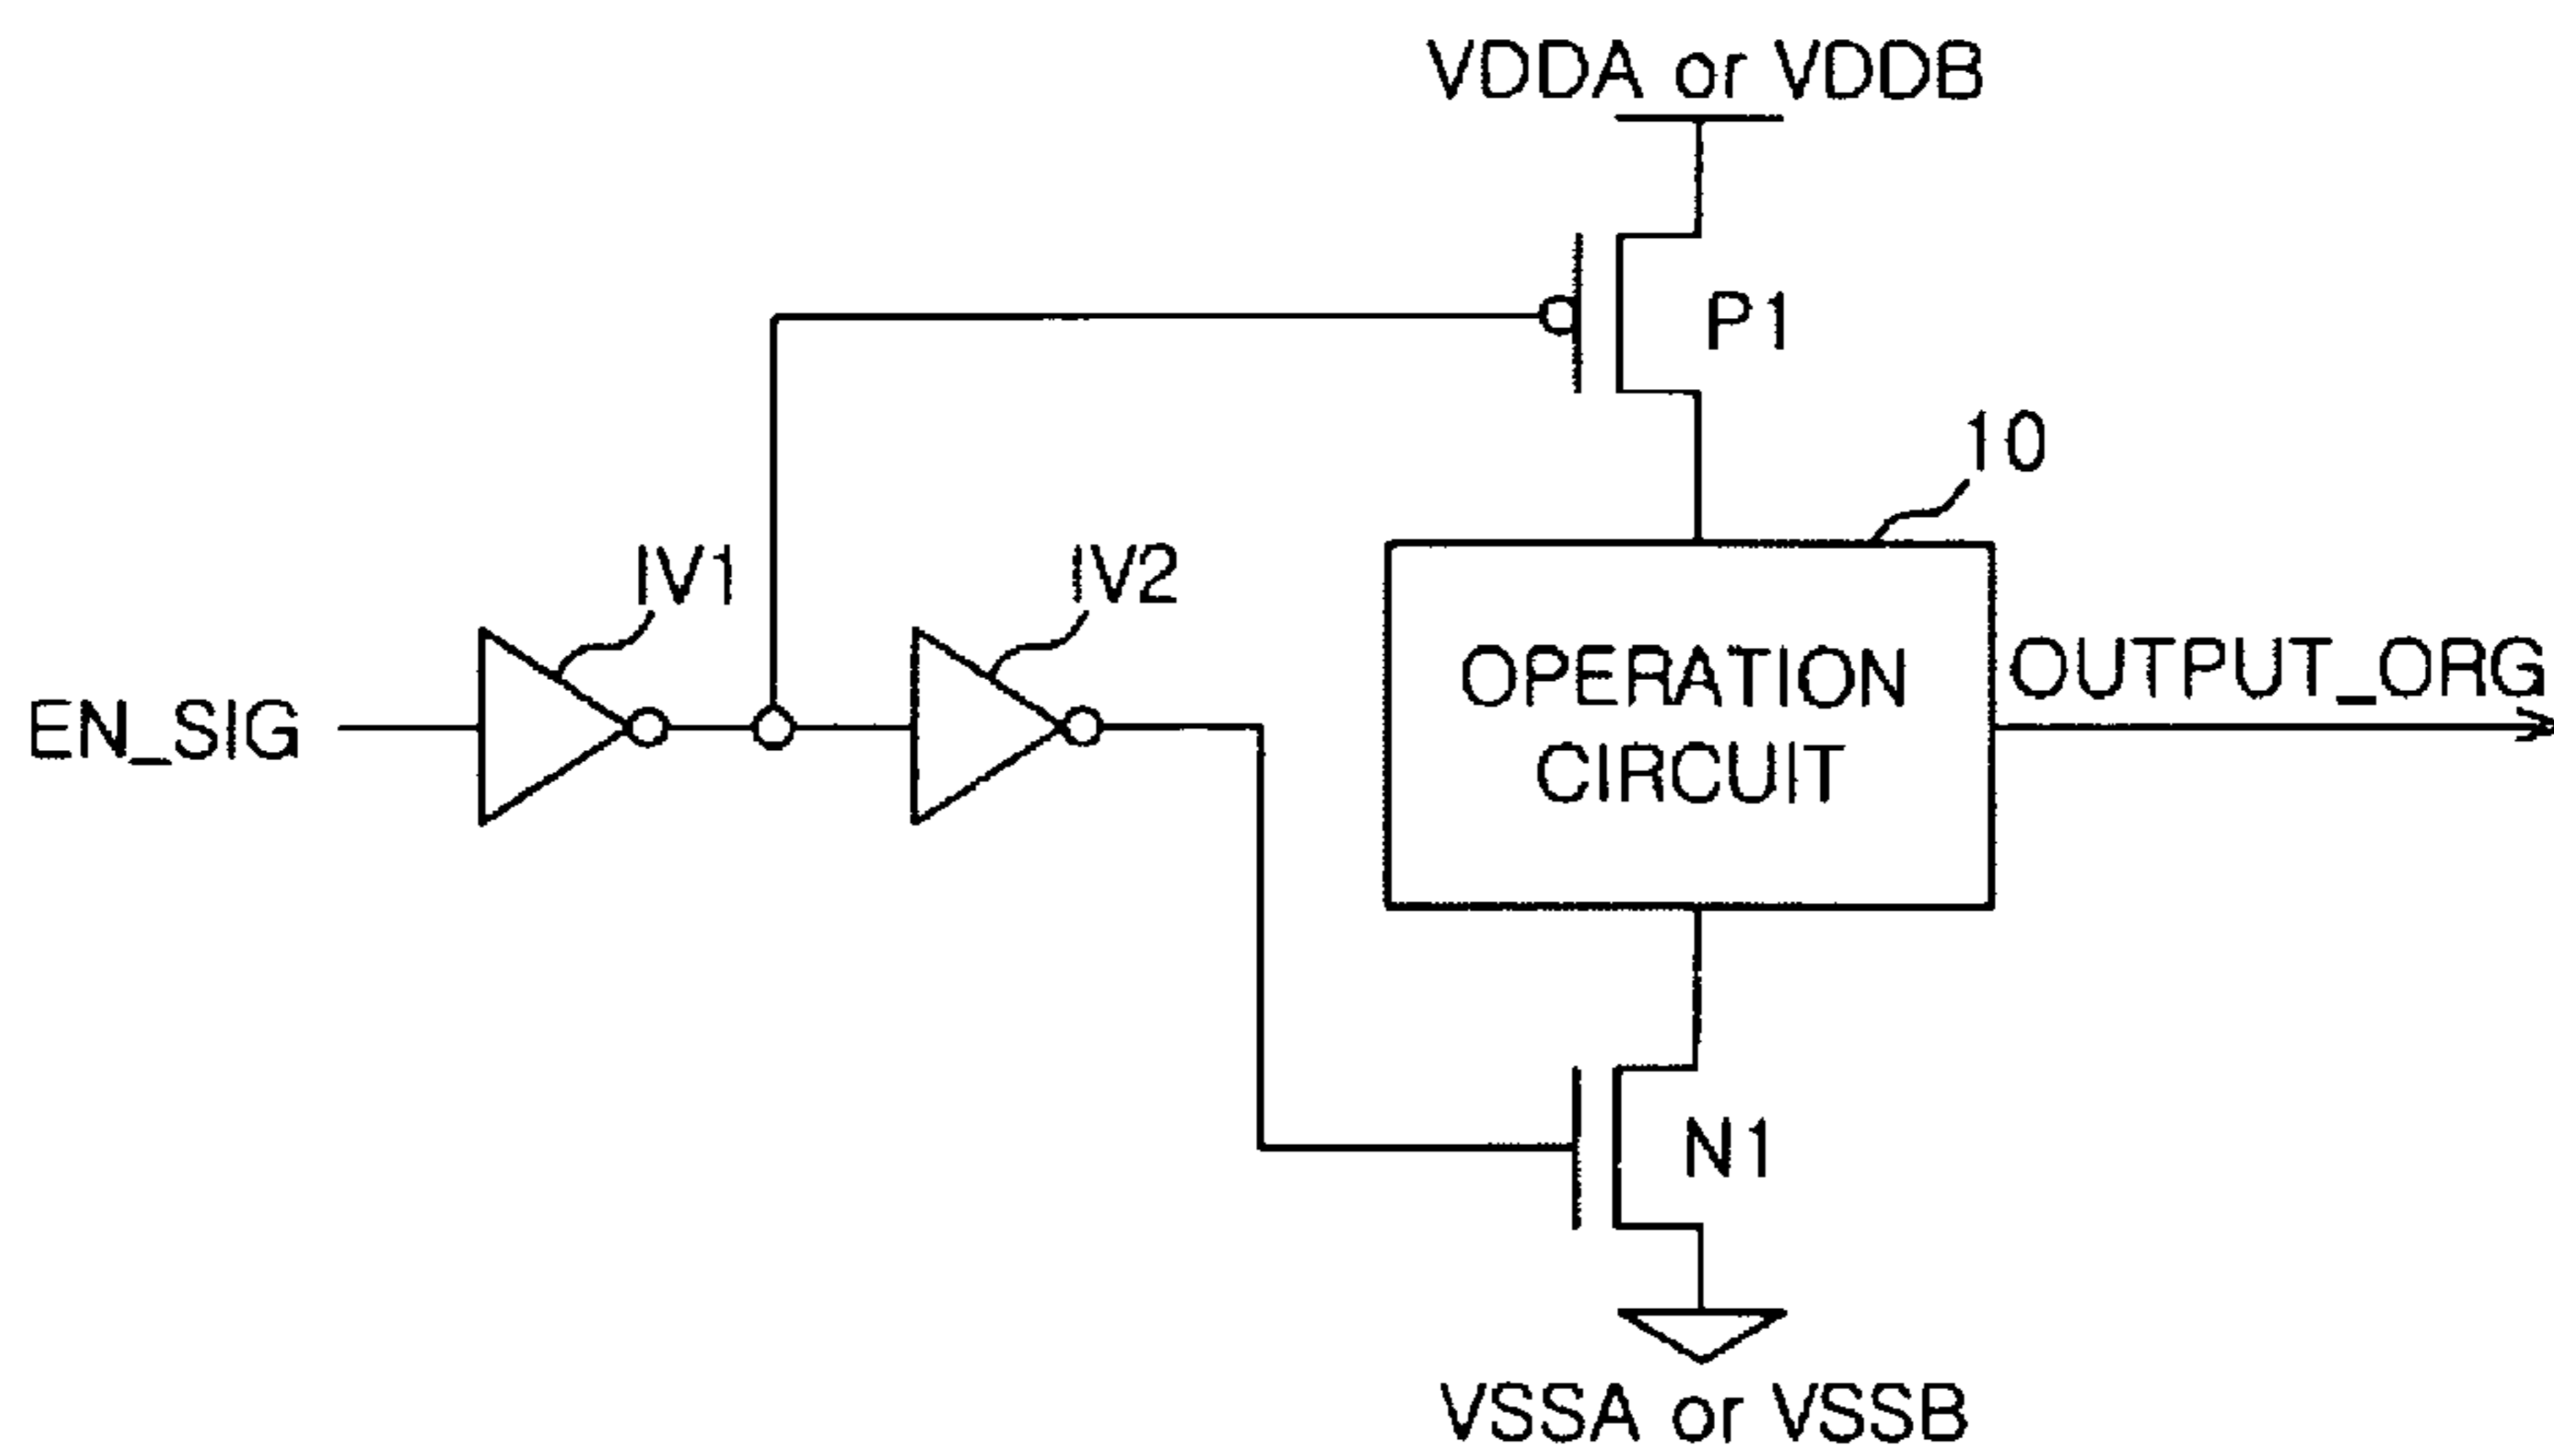 VDDA or VDDB
P1
10
IV1
IV2
EN_SIG
OPERATION
CIRCUIT
OUTPUT_ORG
N1
VSSA or VSSB